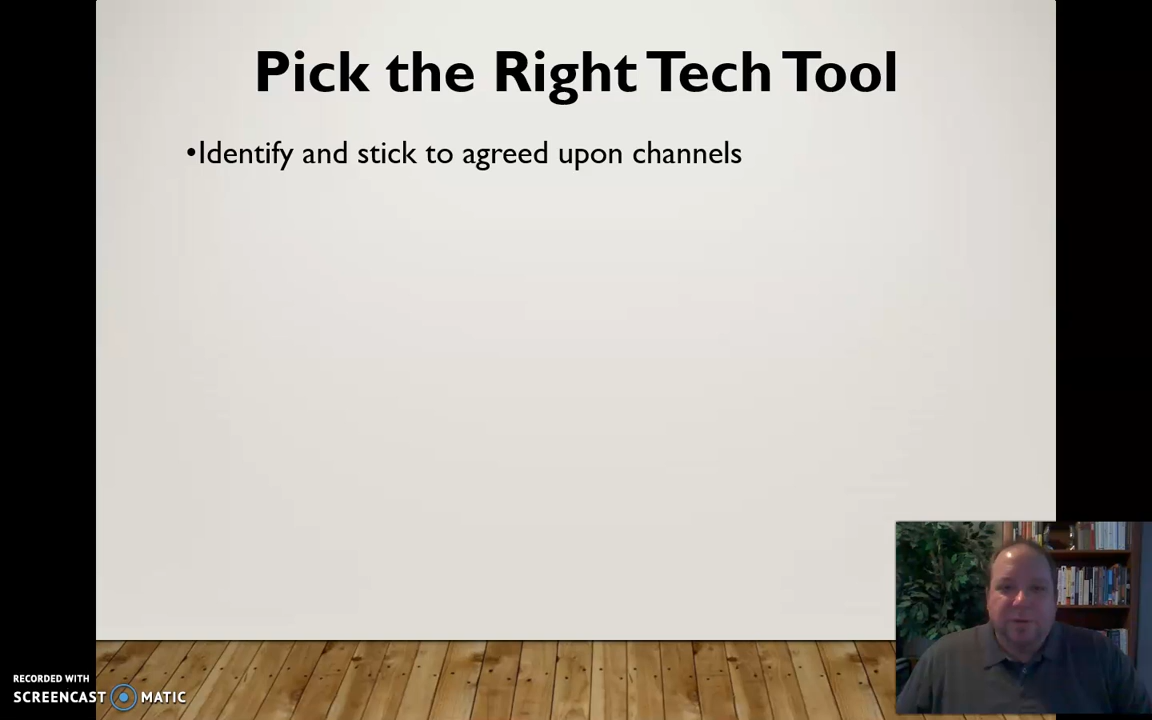 Pick the Right Tech Tool
•Identify and stick to agreed upon channels
RECORDED WITH
SCREENCAST MATIC